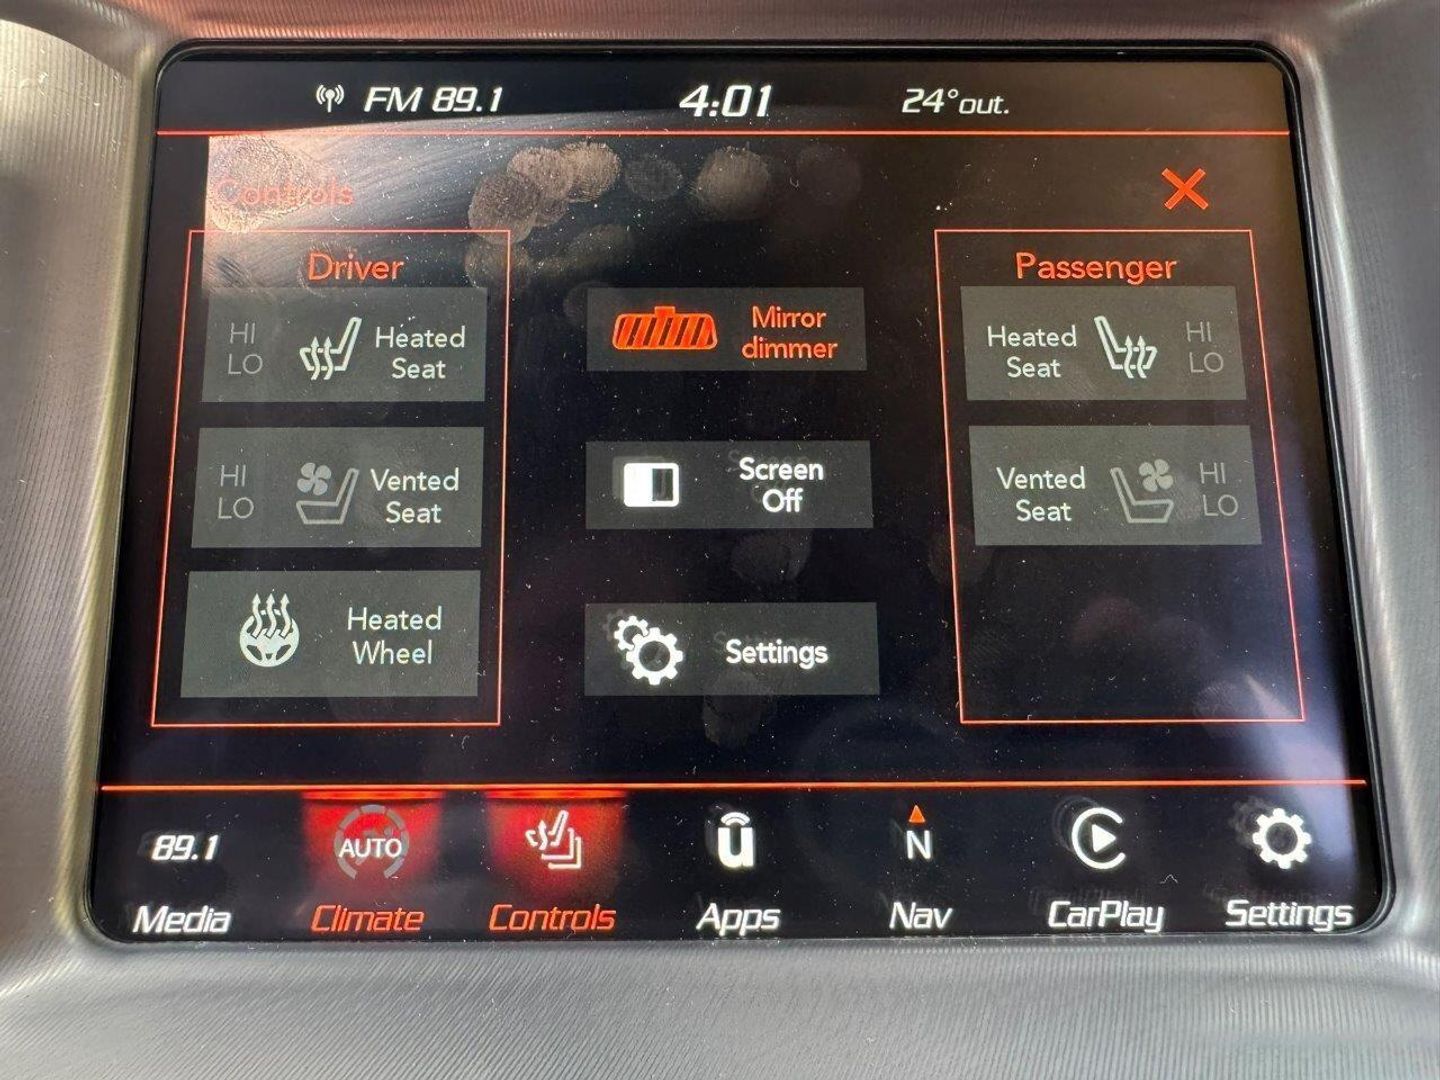 FM 89.1 4:01 24°out.
Controls
Driver
Passenger
HI
LO
Heated
Seat
Mirror
dimmer
Heated
Seat
HI
LO
HI
LO
Vented
Seat
Screen
Off
Vented
Seat
HI
LO
Heated
Wheel
Settings
89.1
AUTO
u
N
Media Climate Controls Apps Nav CarPlay Settings